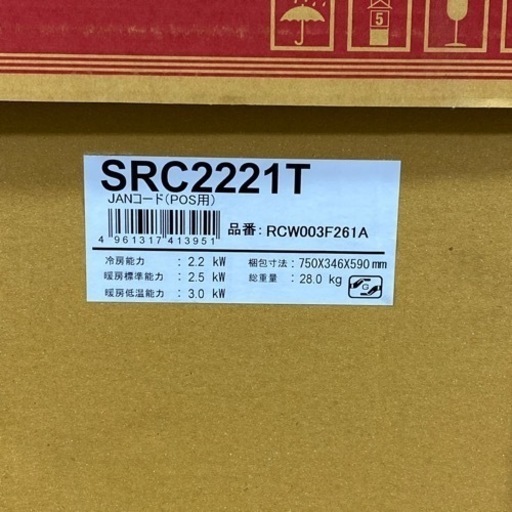 5
SRC2221T
JANコード(POS用)
4 961317 413951
品番: RCW003F261A
冷房能力 : 2.2 kW
暖房標準能力 : 2.5 kW
暖房低温能力 : 3.0 kW
梱包寸法 : 750X346X590 mm
総重量 : 28.0 kg
G